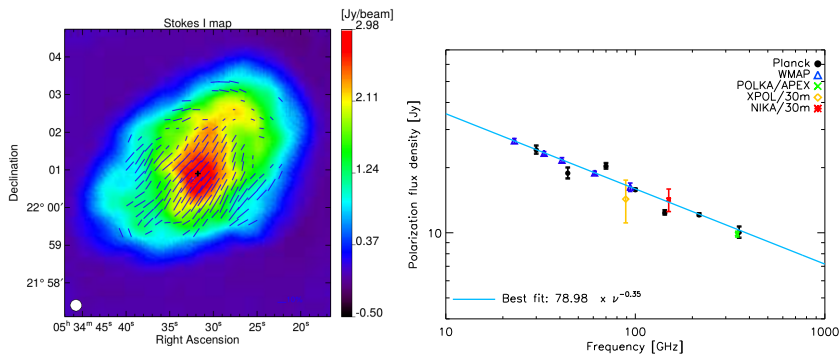 Stokes I map
[Jy/beam]
2.98
2.11
1.24
0.37
-0.50
04
03
02
01
22° 00'
59
21° 58'
Declination
05ʰ 34ᵐ 45ˢ 40ˢ 35ˢ 30ˢ 25ˢ 20ˢ
Right Ascension
Planck
WMAP
POLKA/APEX
XPOL/30m
NIKA/30m
Polarization flux density [Jy]
10
Best fit: 78.98 x ν⁻⁰·³⁵
10 100 1000
Frequency [GHz]